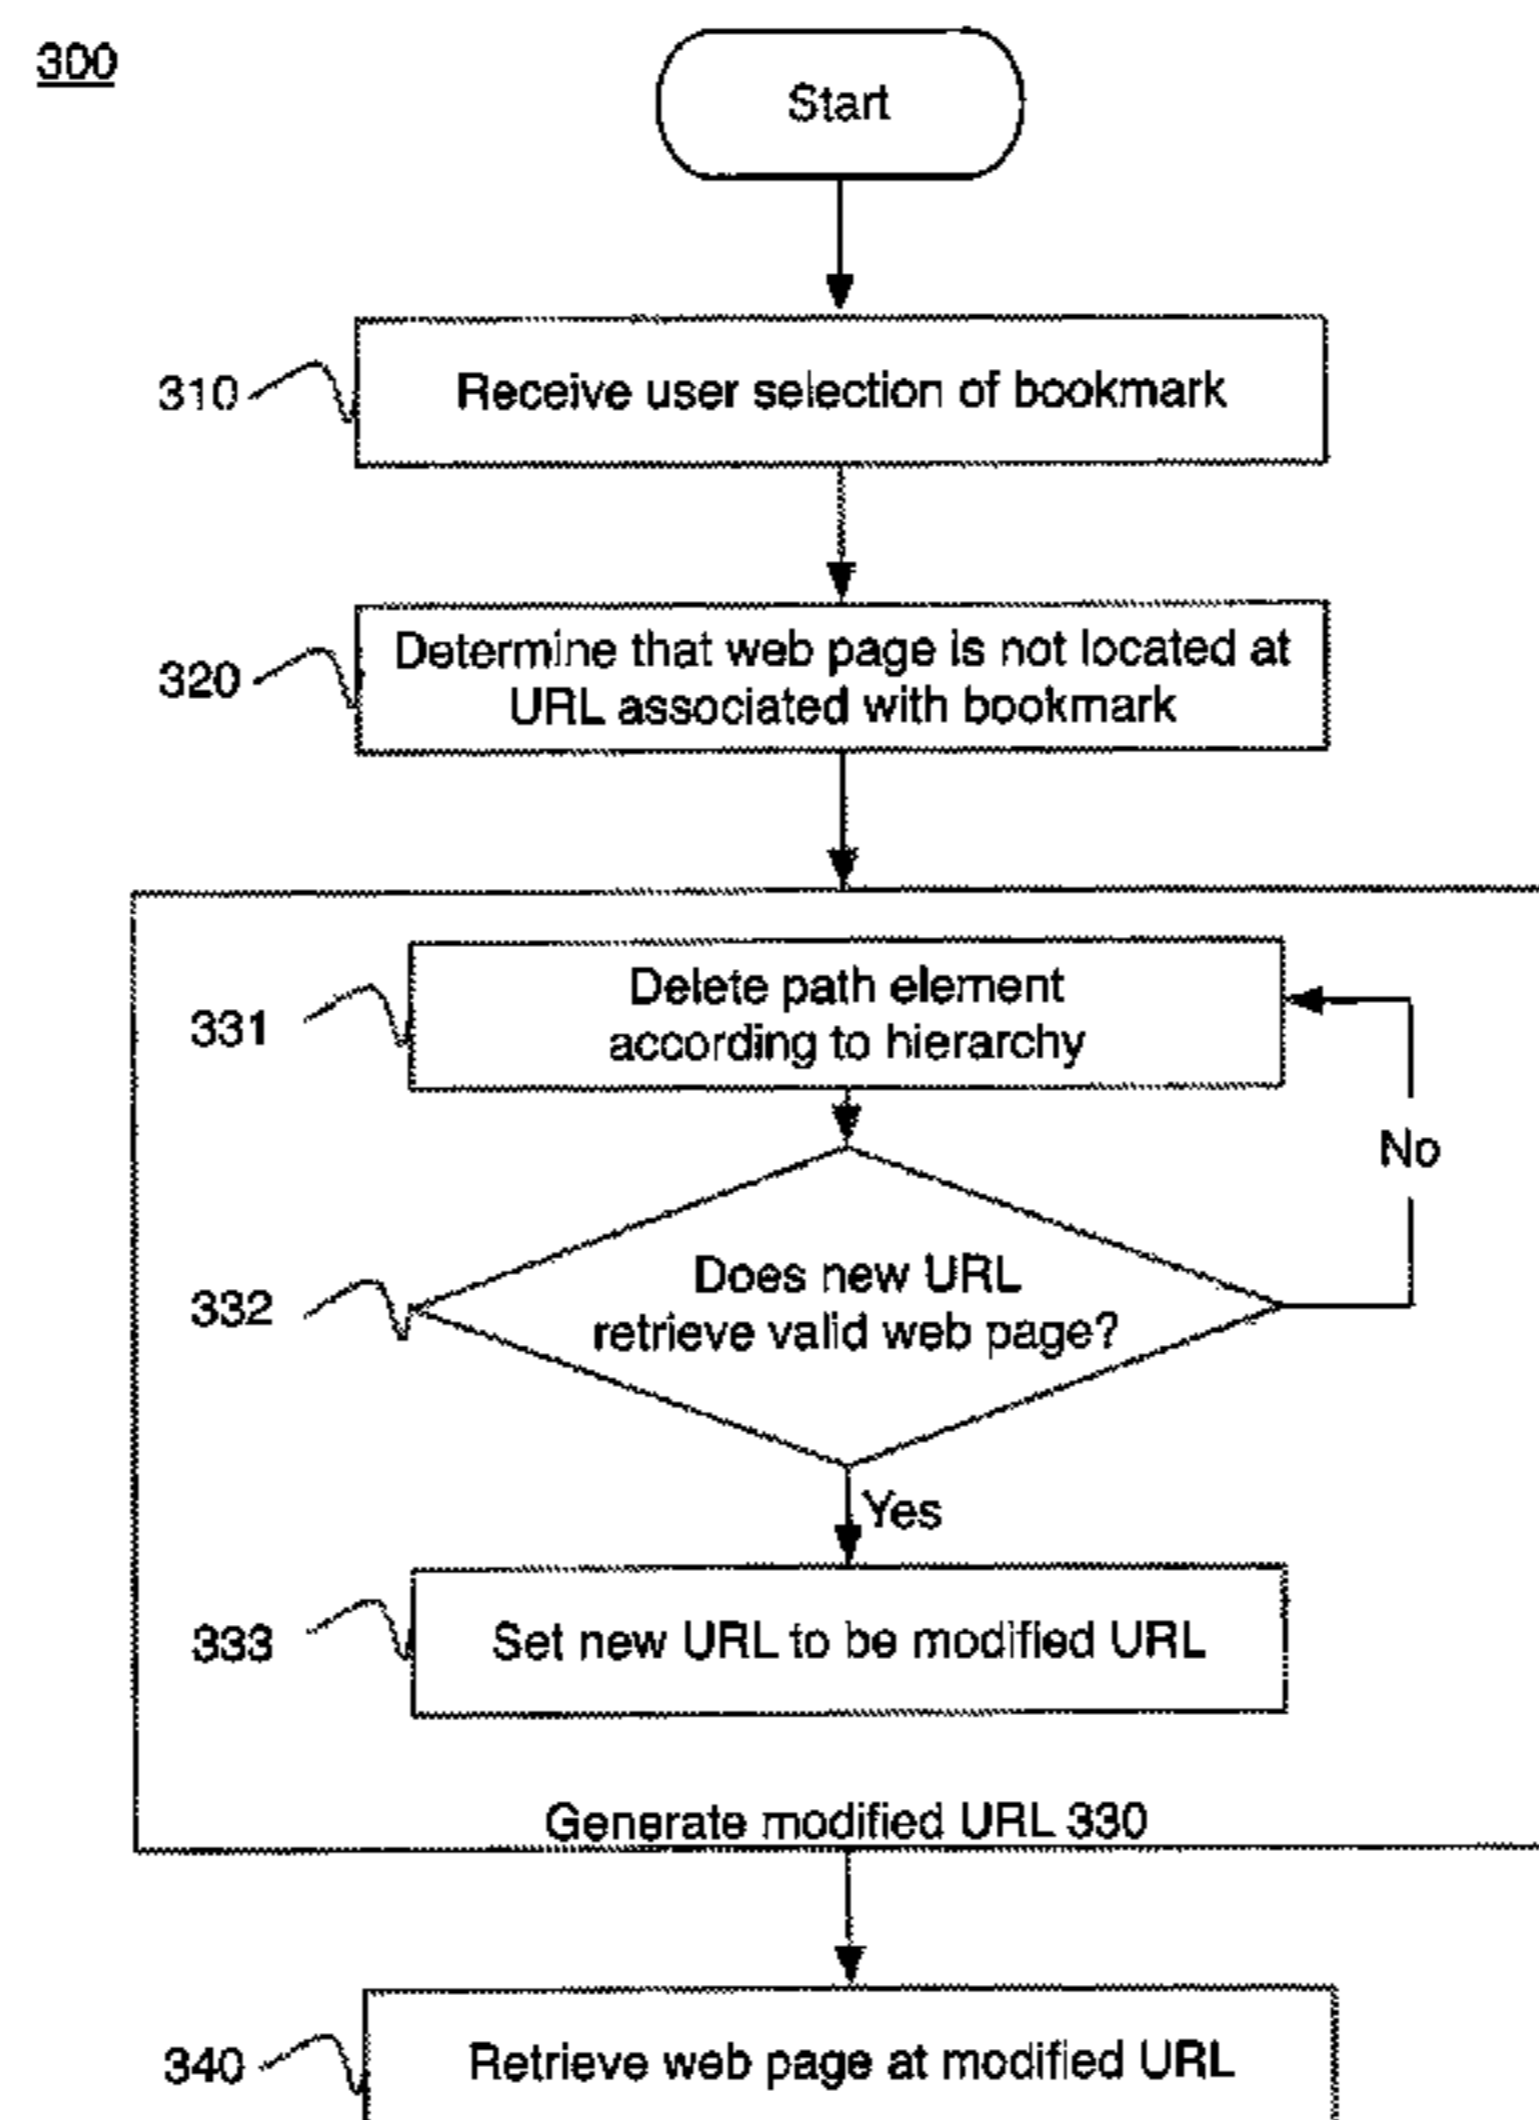 300
Start
310
Receive user selection of bookmark
320
Determine that web page is not located at
URL associated with bookmark
331
Delete path element
according to hierarchy
No
332
Does new URL
retrieve valid web page?
Yes
333
Set new URL to be modified URL
Generate modified URL 330
340
Retrieve web page at modified URL